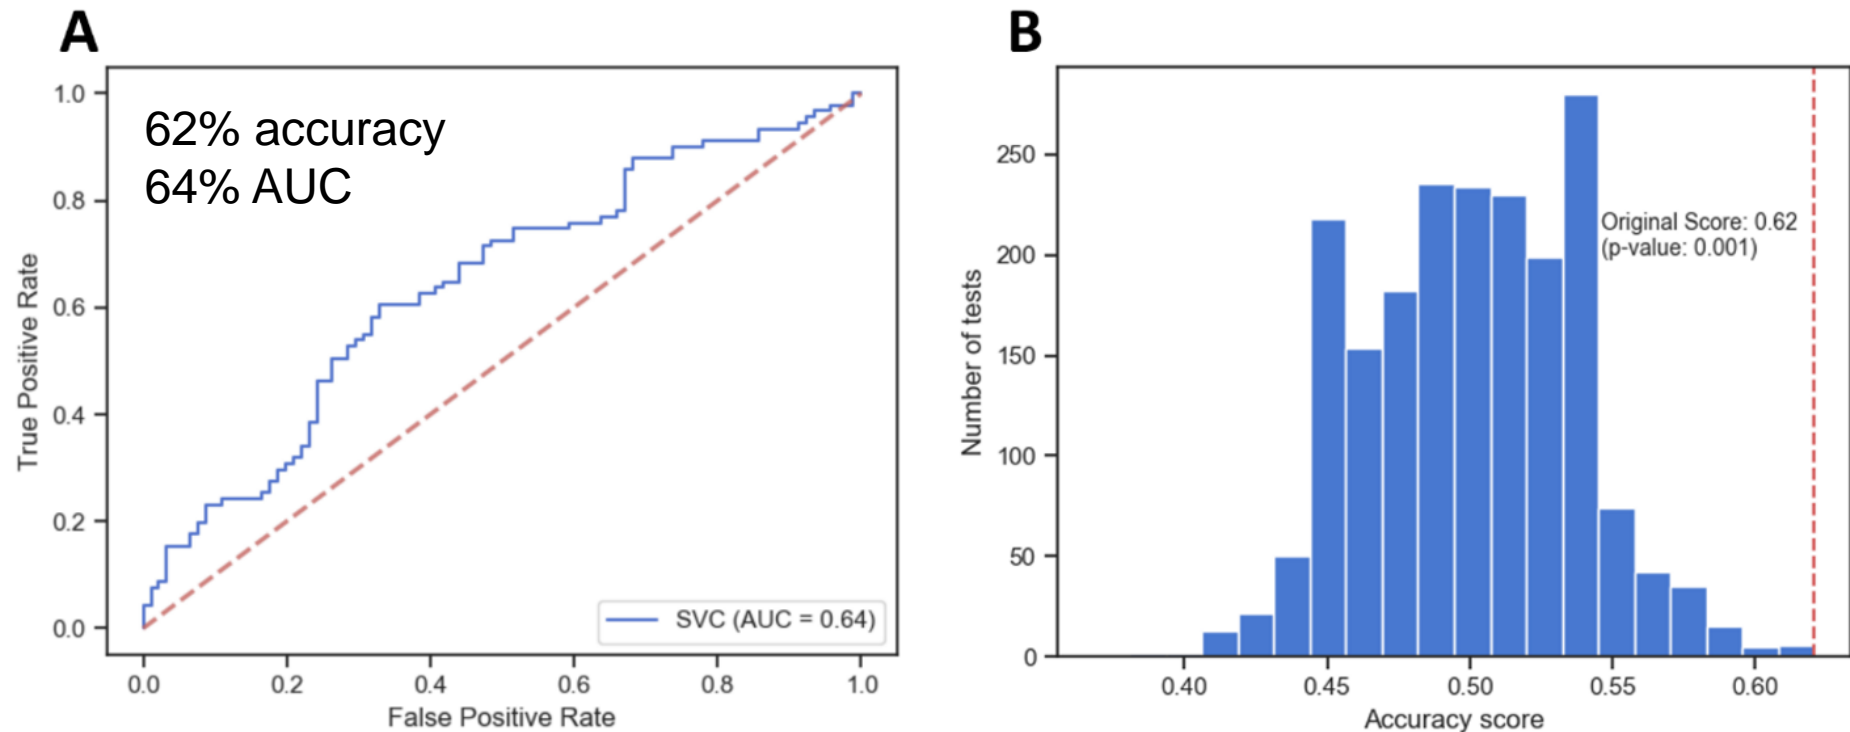 A
62% accuracy
64% AUC
1.0
0.8
0.6
0.4
0.2
0.0
True Positive Rate
SVC (AUC = 0.64)
0.0 0.2 0.4 0.6 0.8 1.0
False Positive Rate
B
250
200
150
100
50
0
Number of tests
Original Score: 0.62
(p-value: 0.001)
0.40 0.45 0.50 0.55 0.60
Accuracy score